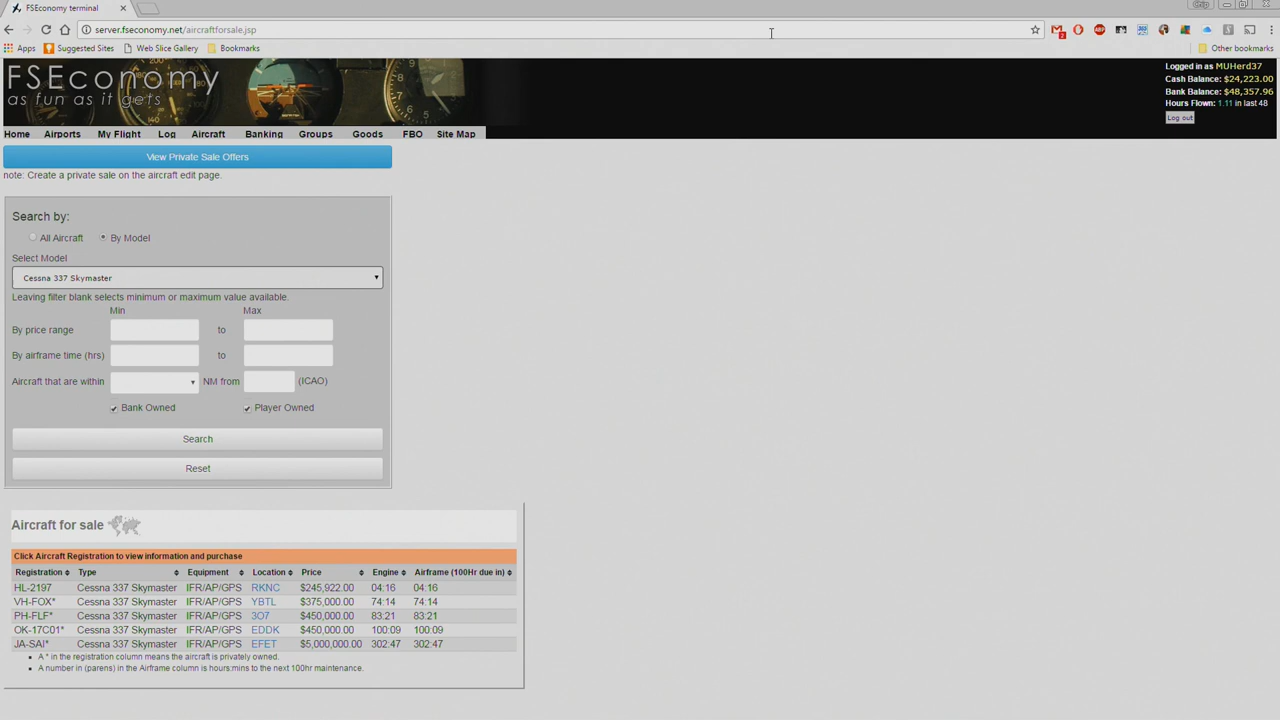 FSEconomy terminal
Chip
server.fseconomy.net/aircraftforsale.jsp
Apps Suggested Sites Web Slice Gallery Bookmarks Other bookmarks
FSEconomy
as fun as it gets
Logged in as MUHerd37
Cash Balance: $24,223.00
Bank Balance: $48,357.96
Hours Flown: 1.11 in last 48
Log out
Home Airports My Flight Log Aircraft Banking Groups Goods FBO Site Map
View Private Sale Offers
note: Create a private sale on the aircraft edit page.
Search by:
All Aircraft By Model
Select Model
Cessna 337 Skymaster
Leaving filter blank selects minimum or maximum value available.
Min Max
By price range to
By airframe time (hrs) to
Aircraft that are within NM from (ICAO)
Bank Owned Player Owned
Search
Reset
Aircraft for sale
Click Aircraft Registration to view information and purchase
Registration Type Equipment Location Price Engine Airframe (100Hr due in)
HL-2197 Cessna 337 Skymaster IFR/AP/GPS RKNC $245,922.00 04:16 04:16
VH-FOX* Cessna 337 Skymaster IFR/AP/GPS YBTL $375,000.00 74:14 74:14
PH-FLF* Cessna 337 Skymaster IFR/AP/GPS 3O7 $450,000.00 83:21 83:21
OK-17C01* Cessna 337 Skymaster IFR/AP/GPS EDDK $450,000.00 100:09 100:09
JA-SAI* Cessna 337 Skymaster IFR/AP/GPS EFET $5,000,000.00 302:47 302:47
A * in the registration column means the aircraft is privately owned.
A number in (parens) in the Airframe column is hours:mins to the next 100hr maintenance.